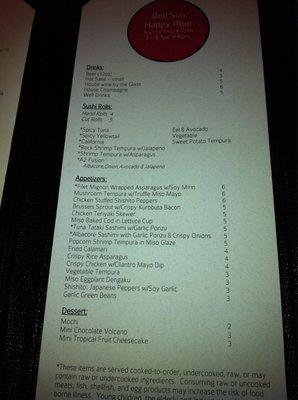 Red Sun
Happy Hour
Sun to Thu, 4-7pm
Fri & Sat, 4-6pm
Drinks:
Beer (12oz) 4
Hot Sake - small 3
House wine by the Glass 5
House Champagne 6
Well Drinks 5
Sushi Rolls:
Hand Rolls 4
Cut Rolls 5
*Spicy Tuna Eel & Avocado
*Spicy Yellowtail Vegetable
*California Sweet Potato Tempura
*Rock Shrimp Tempura w/Jalapeno
*Shrimp Tempura w/Asparagus
*AZ Fusion
Albacore, Onion, Avocado & Jalapeno
Appetizers:
*Filet Mignon Wrapped Asparagus w/Soy Mirin 6
Mushroom Tempura w/Truffle Miso Mayo 6
Chicken Stuffed Shishito Peppers 6
Brussels Sprout w/Crispy Kurobuta Bacon 5
Chicken Teriyaki Skewer 5
Miso Baked Cod in Lettuce Cup 5
*Tuna Tataki Sashimi w/Garlic Ponzu 5
*Albacore Sashimi with Garlic Ponzu & Crispy Onions 5
Popcorn Shrimp Tempura in Miso Glaze 5
Fried Calamari 4
Crispy Rice Asparagus 4
Crispy Chicken w/Cilantro Mayo Dip 4
Vegetable Tempura 3
Miso Eggplant Dengaku 3
Shishito: Japanese Peppers w/Soy Garlic 3
Garlic Green Beans 3
Dessert:
Mochi 2
Mini Chocolate Volcano 3
Mini Tropical Fruit Cheesecake 3
*These items are served cooked-to-order, undercooked, raw, or may
contain raw or undercooked ingredients. Consuming raw or uncooked
meats, fish, shellfish, and egg products may increase the risk of food
borne illness. Young children, the elderly